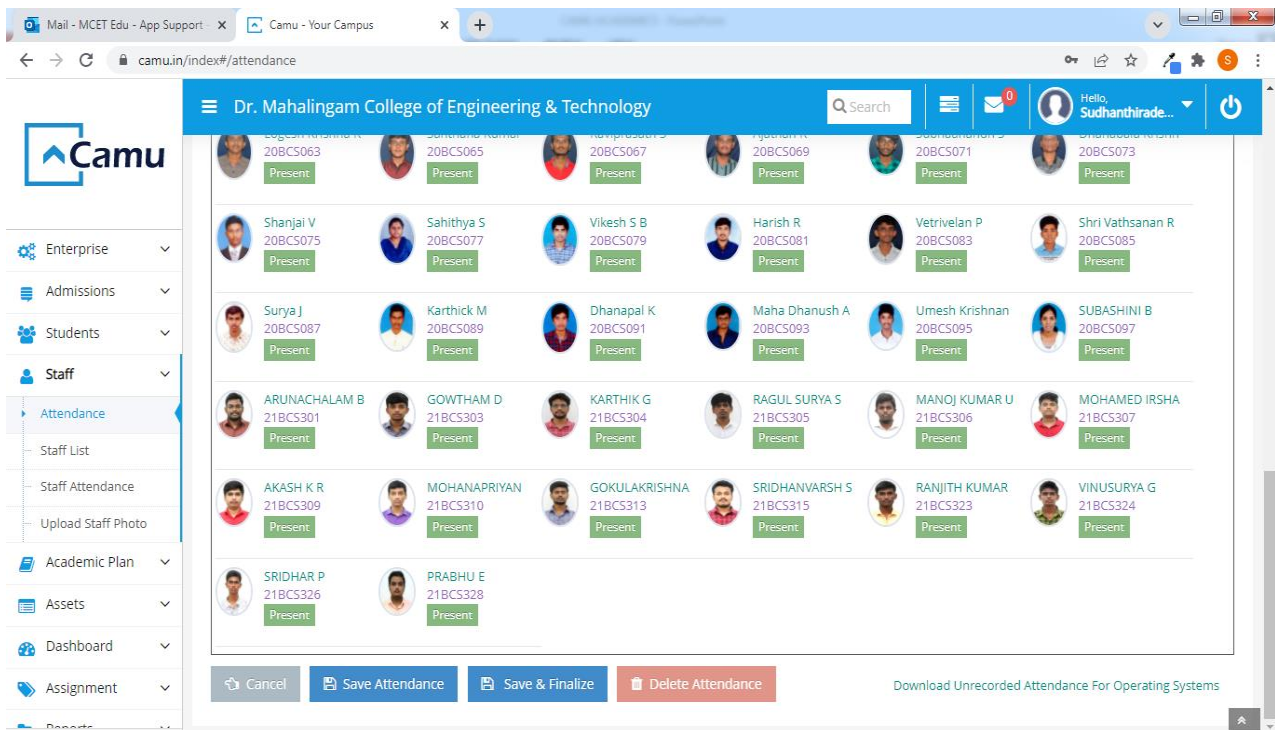 Mail - MCET Edu - App Support -
Camu - Your Campus
camu.in/index#/attendance
S
Camu
Dr. Mahalingam College of Engineering & Technology
Search
0
Hello,
Sudhanthirade...
Enterprise
Admissions
Students
Staff
Attendance
Staff List
Staff Attendance
Upload Staff Photo
Academic Plan
Assets
Dashboard
Assignment
Reports
20BCS063 20BCS065 20BCS067 20BCS069 20BCS071 20BCS073
Present Present Present Present Present Present
Shanjai V Sahithya S Vikesh S B Harish R Vetrivelan P Shri Vathsanan R
20BCS075 20BCS077 20BCS079 20BCS081 20BCS083 20BCS085
Present Present Present Present Present Present
Surya J Karthick M Dhanapal K Maha Dhanush A Umesh Krishnan SUBASHINI B
20BCS087 20BCS089 20BCS091 20BCS093 20BCS095 20BCS097
Present Present Present Present Present Present
ARUNACHALAM B GOWTHAM D KARTHIK G RAGUL SURYA S MANOJ KUMAR U MOHAMED IRSHA
21BCS301 21BCS303 21BCS304 21BCS305 21BCS306 21BCS307
Present Present Present Present Present Present
AKASH K R MOHANAPRIYAN GOKULAKRISHNA SRIDHANVARSH S RANJITH KUMAR VINUSURYA G
21BCS309 21BCS310 21BCS313 21BCS315 21BCS323 21BCS324
Present Present Present Present Present Present
SRIDHAR P PRABHU E
21BCS326 21BCS328
Present Present
Cancel Save Attendance Save & Finalize Delete Attendance Download Unrecorded Attendance For Operating Systems